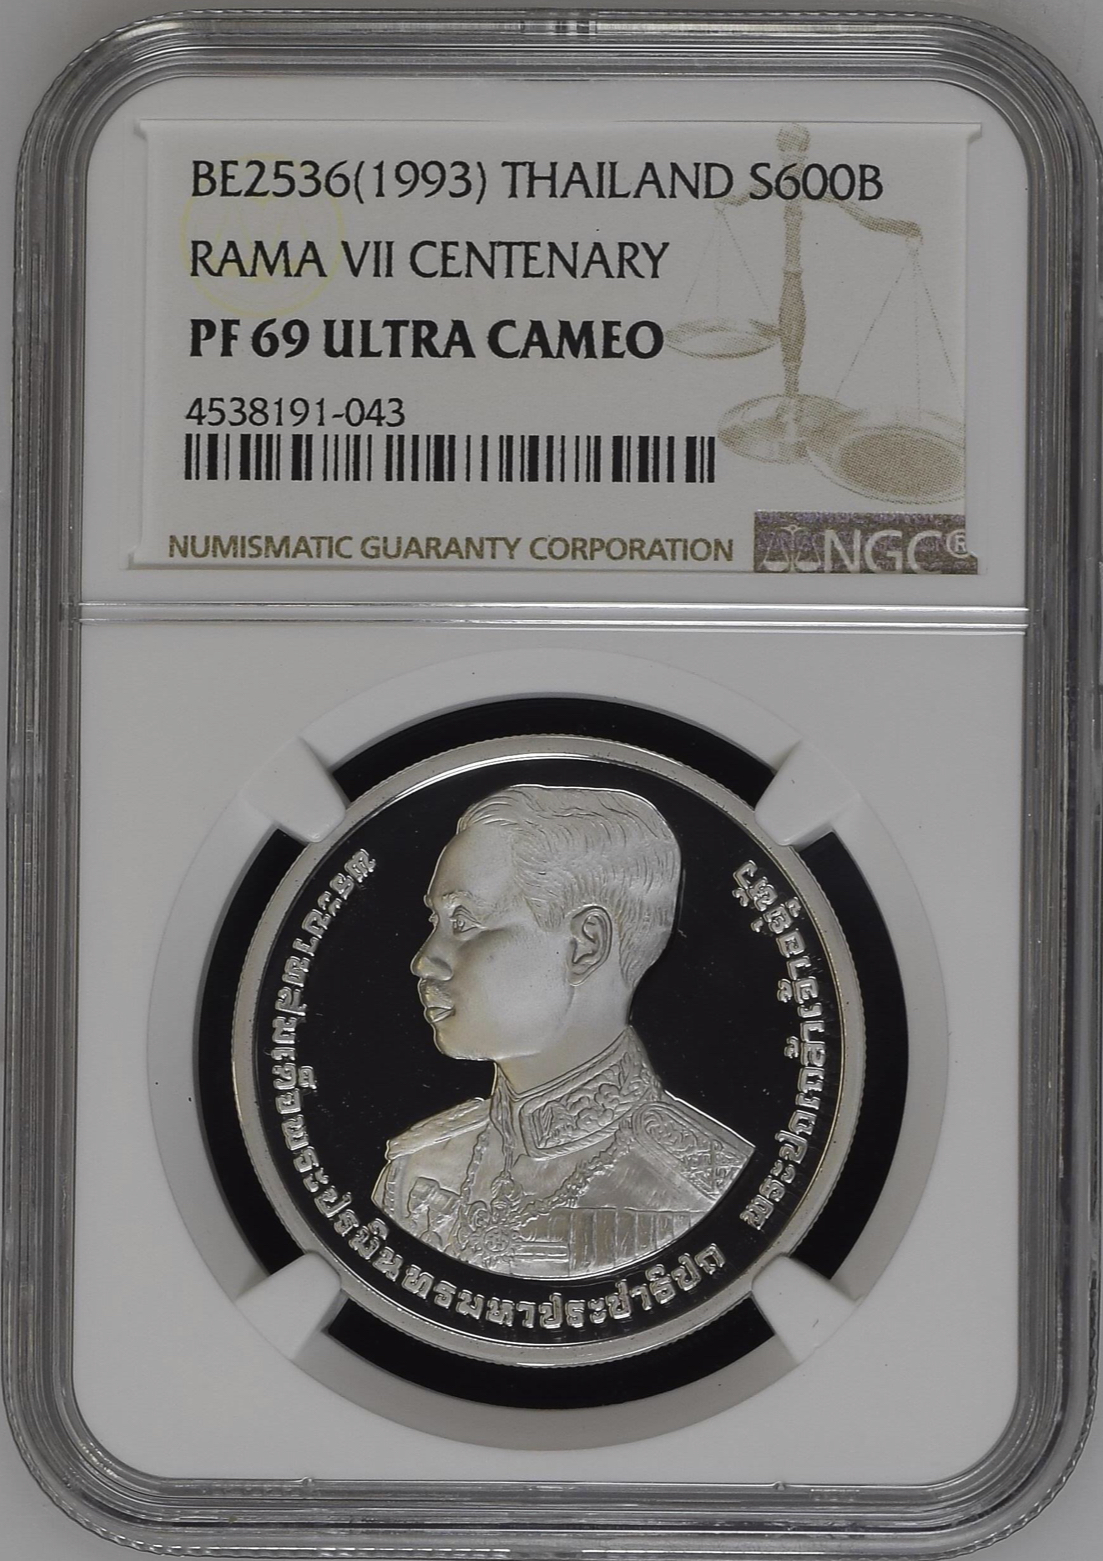 BE2536(1993) THAILAND S600B
RAMA VII CENTENARY
PF 69 ULTRA CAMEO
4538191-043
NUMISMATIC GUARANTY CORPORATION
NGC®
พระบาทสมเด็จพระปรมินทรมหาประชาธิปก พระปกเกล้าเจ้าอยู่หัว